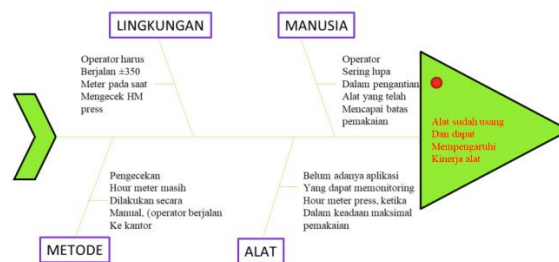 LINGKUNGAN
MANUSIA
Operator harus
Berjalan ±350
Meter pada saat
Mengecek HM
press
Operator
Sering lupa
Dalam pengantian
Alat yang telah
Mencapai batas
pemakaian
Alat sudah usang
Dan dapat
Mempengaruhi
Kinerja alat
Pengecekan
Hour meter masih
Dilakukan secara
Manual, (operator berjalan
Ke kantor
Belum adanya aplikasi
Yang dapat memonitoring
Hour meter press, ketika
Dalam keadaan maksimal
pemakaian
METODE
ALAT